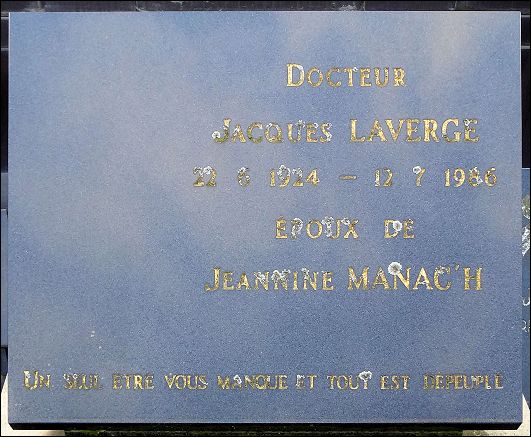 Docteur
Jacques LAVERGE
22 6 1924 – 12 7 1986
EPOUX DE
Jeannine MANAC'H
UN SEUL ETRE VOUS MANQUE ET TOUT EST DEPEUPLE